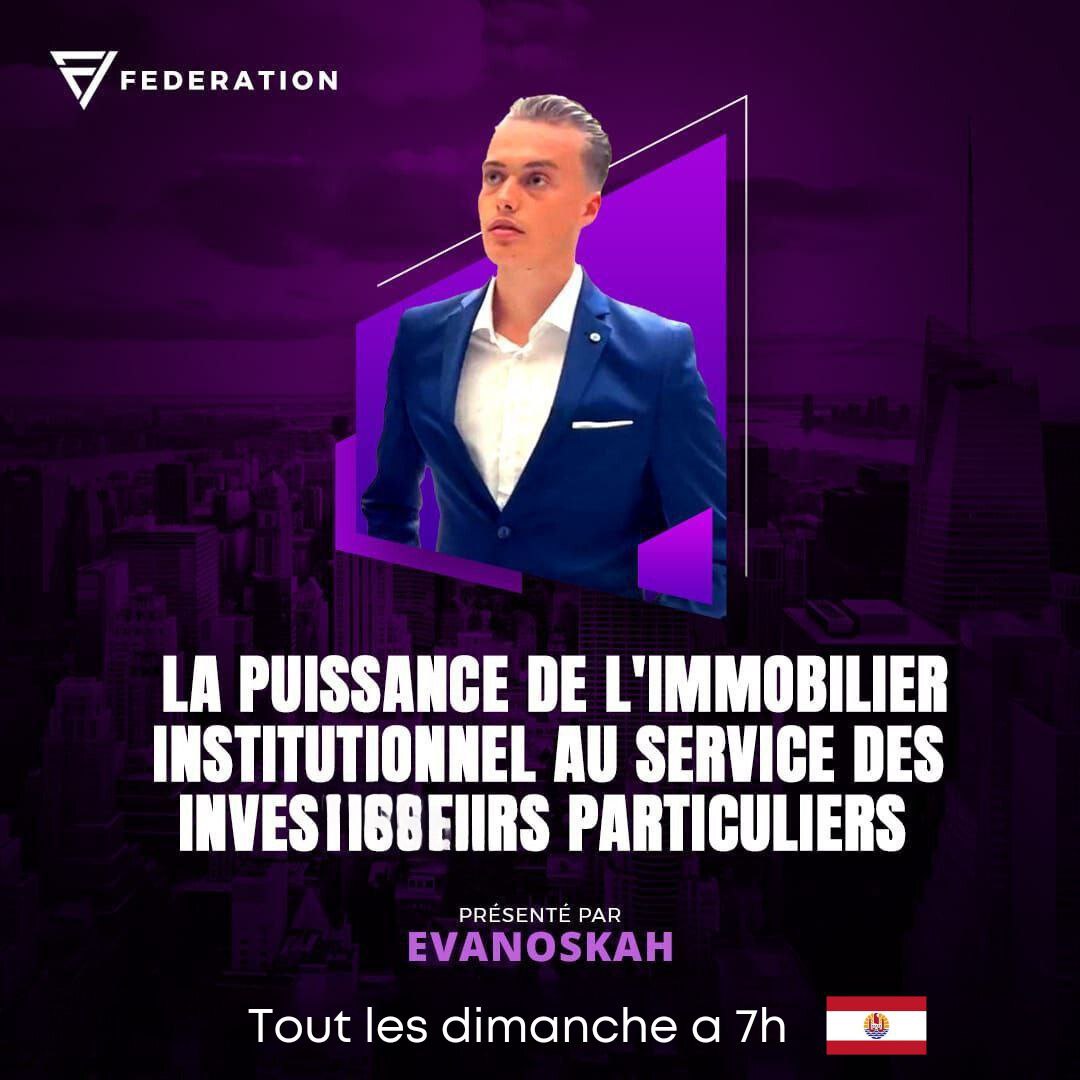 FEDERATION
LA PUISSANCE DE L'IMMOBILIER
INSTITUTIONNEL AU SERVICE DES
PARTICULIERS
PRÉSENTÉ PAR
EVANOSKAH
Tout les dimanche a 7h